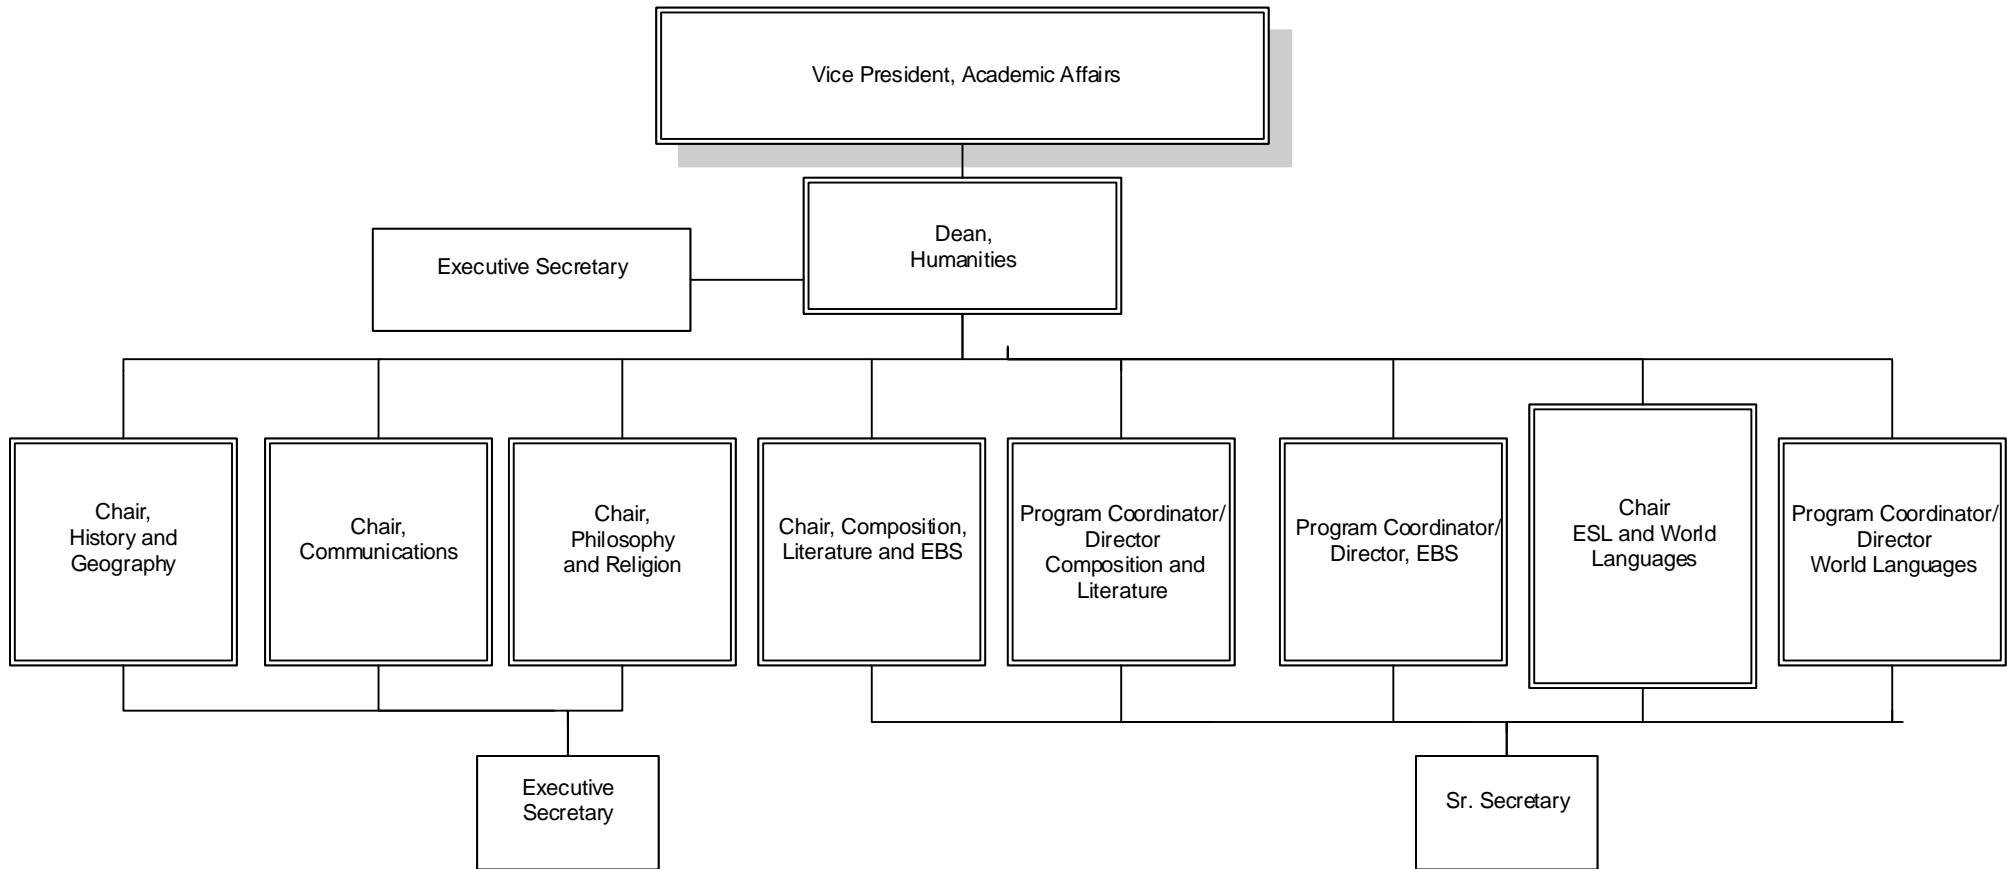 Vice President, Academic Affairs
Dean,
Humanities
Executive Secretary
Chair,
History and
Geography
Chair,
Communications
Chair,
Philosophy
and Religion
Chair, Composition,
Literature and EBS
Program Coordinator/
Director
Composition and
Literature
Program Coordinator/
Director, EBS
Chair
ESL and World
Languages
Program Coordinator/
Director
World Languages
Executive
Secretary
Sr. Secretary